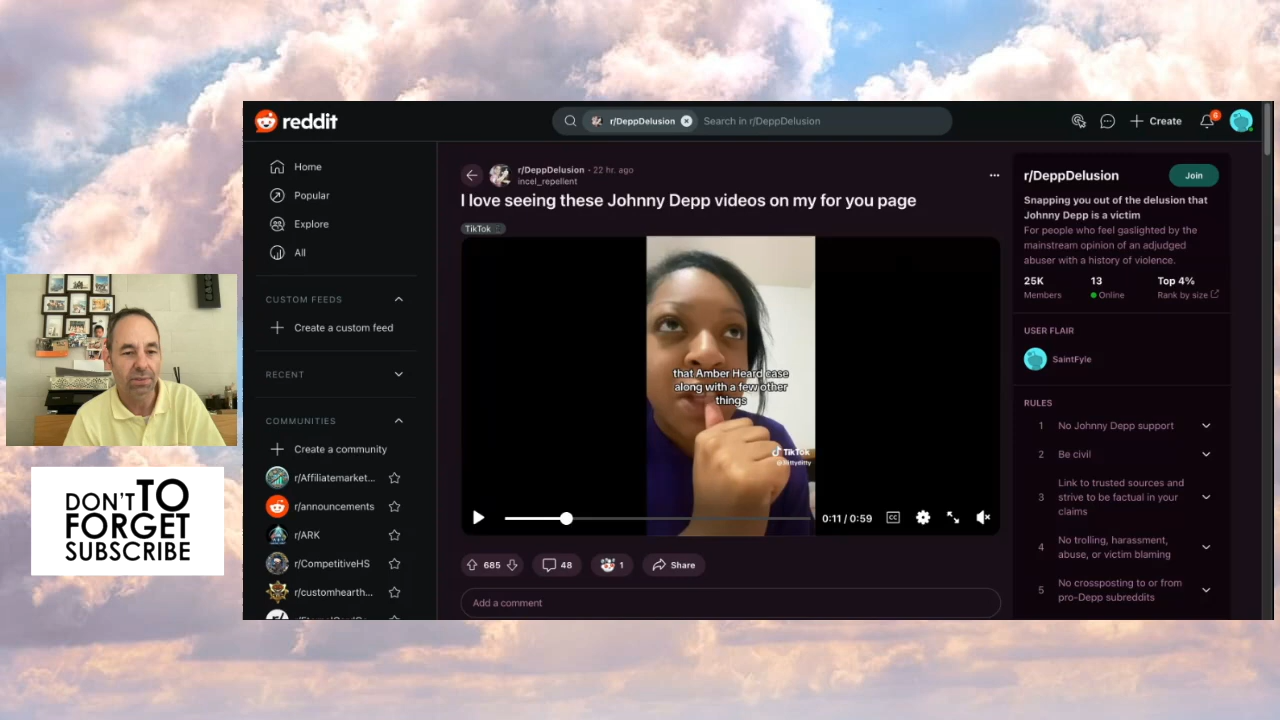 reddit
r/DeppDelusion
Search in r/DeppDelusion
Create
6
Home
Popular
Explore
All
CUSTOM FEEDS
Create a custom feed
RECENT
COMMUNITIES
Create a community
r/Affiliatemarket...
r/announcements
r/ARK
r/CompetitiveHS
r/customhearth...
r/DeppDelusion • 22 hr. ago
incel_repellent
I love seeing these Johnny Depp videos on my for you page
TikTok
that Amber Heard case
along with a few other
things
TikTok
0:11 / 0:59
CC
685
48
1
Share
Add a comment
r/DeppDelusion
Join
Snapping you out of the delusion that
Johnny Depp is a victim
For people who feel gaslighted by the
mainstream opinion of an adjudged
abuser with a history of violence.
25K
13
Top 4%
Members
Online
Rank by size
USER FLAIR
SaintFyle
RULES
1 No Johnny Depp support
2 Be civil
3 Link to trusted sources and
strive to be factual in your
claims
4 No trolling, harassment,
abuse, or victim blaming
5 No crossposting to or from
pro-Depp subreddits
DON'T TO
FORGET
SUBSCRIBE